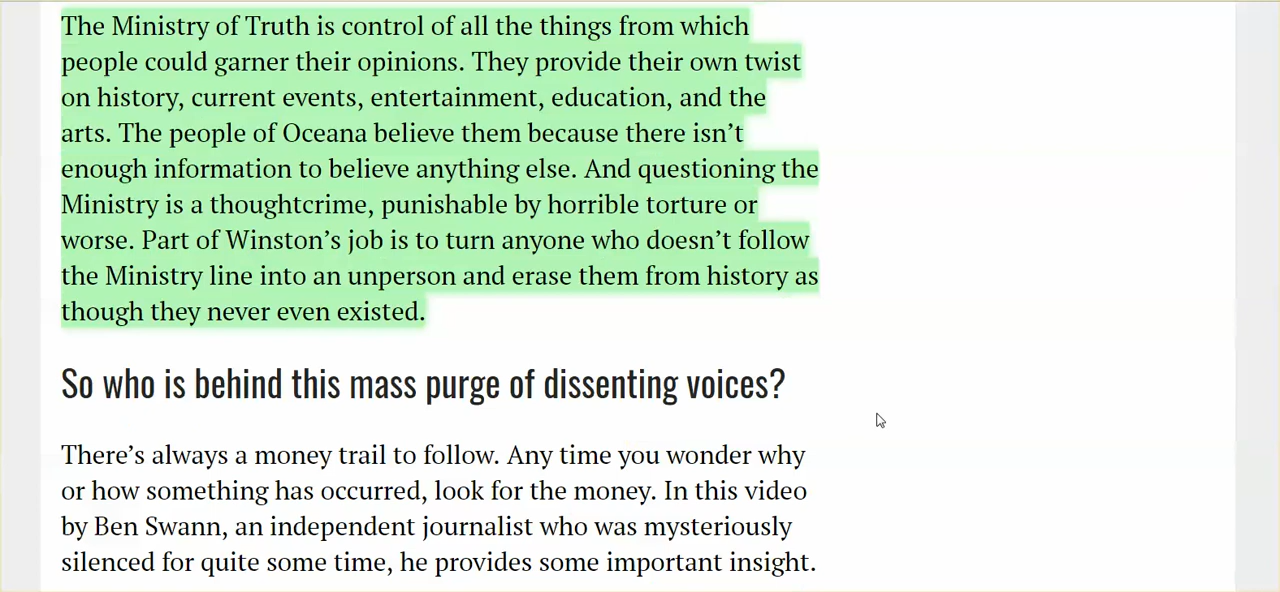 The Ministry of Truth is control of all the things from which
people could garner their opinions. They provide their own twist
on history, current events, entertainment, education, and the
arts. The people of Oceana believe them because there isn’t
enough information to believe anything else. And questioning the
Ministry is a thoughtcrime, punishable by horrible torture or
worse. Part of Winston’s job is to turn anyone who doesn’t follow
the Ministry line into an unperson and erase them from history as
though they never even existed.
So who is behind this mass purge of dissenting voices?
There’s always a money trail to follow. Any time you wonder why
or how something has occurred, look for the money. In this video
by Ben Swann, an independent journalist who was mysteriously
silenced for quite some time, he provides some important insight.